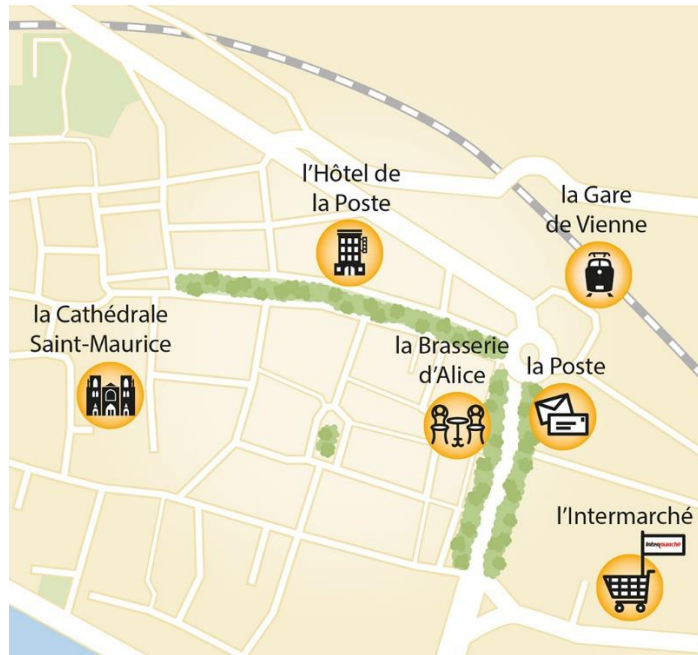 l'Hôtel de
la Poste
la Gare
de Vienne
la Cathédrale
Saint-Maurice
la Brasserie
d'Alice
la Poste
l'Intermarché